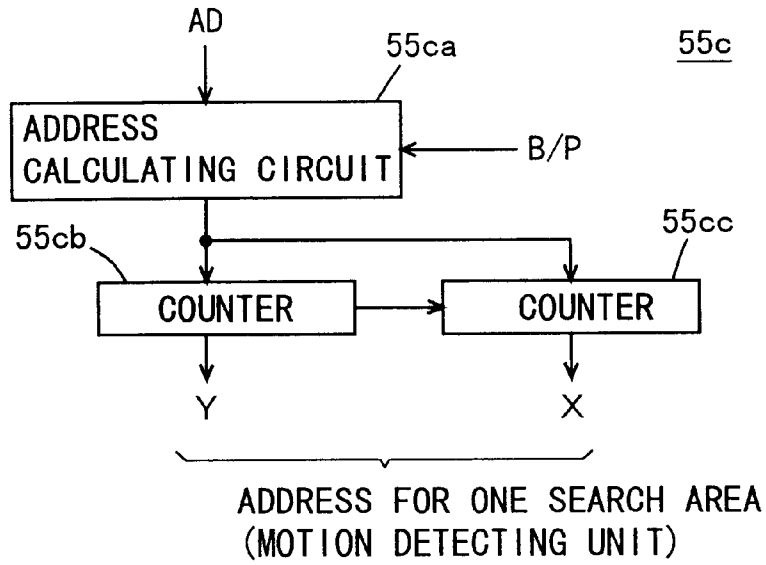 AD
55ca
55c
ADDRESS
CALCULATING CIRCUIT
B/P
55cb
55cc
COUNTER
COUNTER
Y
X
ADDRESS FOR ONE SEARCH AREA
(MOTION DETECTING UNIT)